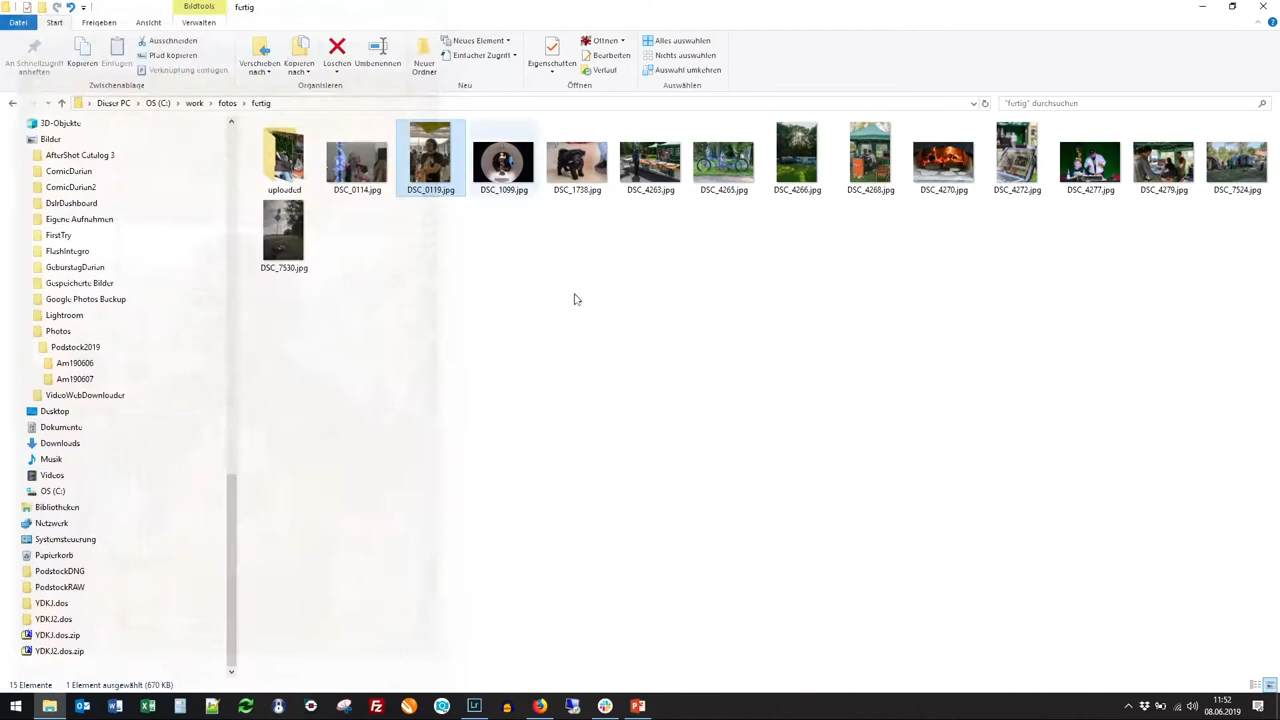 Bildtools
fertig
Datei
Start
Freigeben
Ansicht
Verwalten
An Schnellzugriff
anheften
Kopieren
Einfügen
Ausschneiden
Pfad kopieren
Verknüpfung einfügen
Zwischenablage
Verschieben
nach
Kopieren
nach
Löschen
Umbenennen
Organisieren
Neuer
Ordner
Neues Element
Einfacher Zugriff
Neu
Eigenschaften
Öffnen
Bearbeiten
Verlauf
Öffnen
Alles auswählen
Nichts auswählen
Auswahl umkehren
Auswählen
Dieser PC > OS (C:) > work > fotos > fertig
"fertig" durchsuchen
3D-Objekte
Bilder
AfterShot Catalog 3
ComicDurian
ComicDurian2
DslrDashboard
Eigene Aufnahmen
FirstTry
FlashIntegro
GeburstagDarian
Gespeicherte Bilder
Google Photos Backup
Lightroom
Photos
Podstock2019
Am190606
Am190607
VideoWebDownloader
Desktop
Dokumente
Downloads
Musik
Videos
OS (C:)
Bibliotheken
Netzwerk
Systemsteuerung
Papierkorb
PodstockDNG
PodstockRAW
YDKJ.dos
YDKJ2.dos
YDKJ.dos.zip
YDKJ2.dos.zip
uploaded
DSC_0114.jpg
DSC_0119.jpg
DSC_1099.jpg
DSC_1738.jpg
DSC_4263.jpg
DSC_4265.jpg
DSC_4266.jpg
DSC_4268.jpg
DSC_4270.jpg
DSC_4272.jpg
DSC_4277.jpg
DSC_4279.jpg
DSC_7524.jpg
DSC_7530.jpg
15 Elemente
1 Element ausgewählt (670 KB)
11:52
08.06.2019